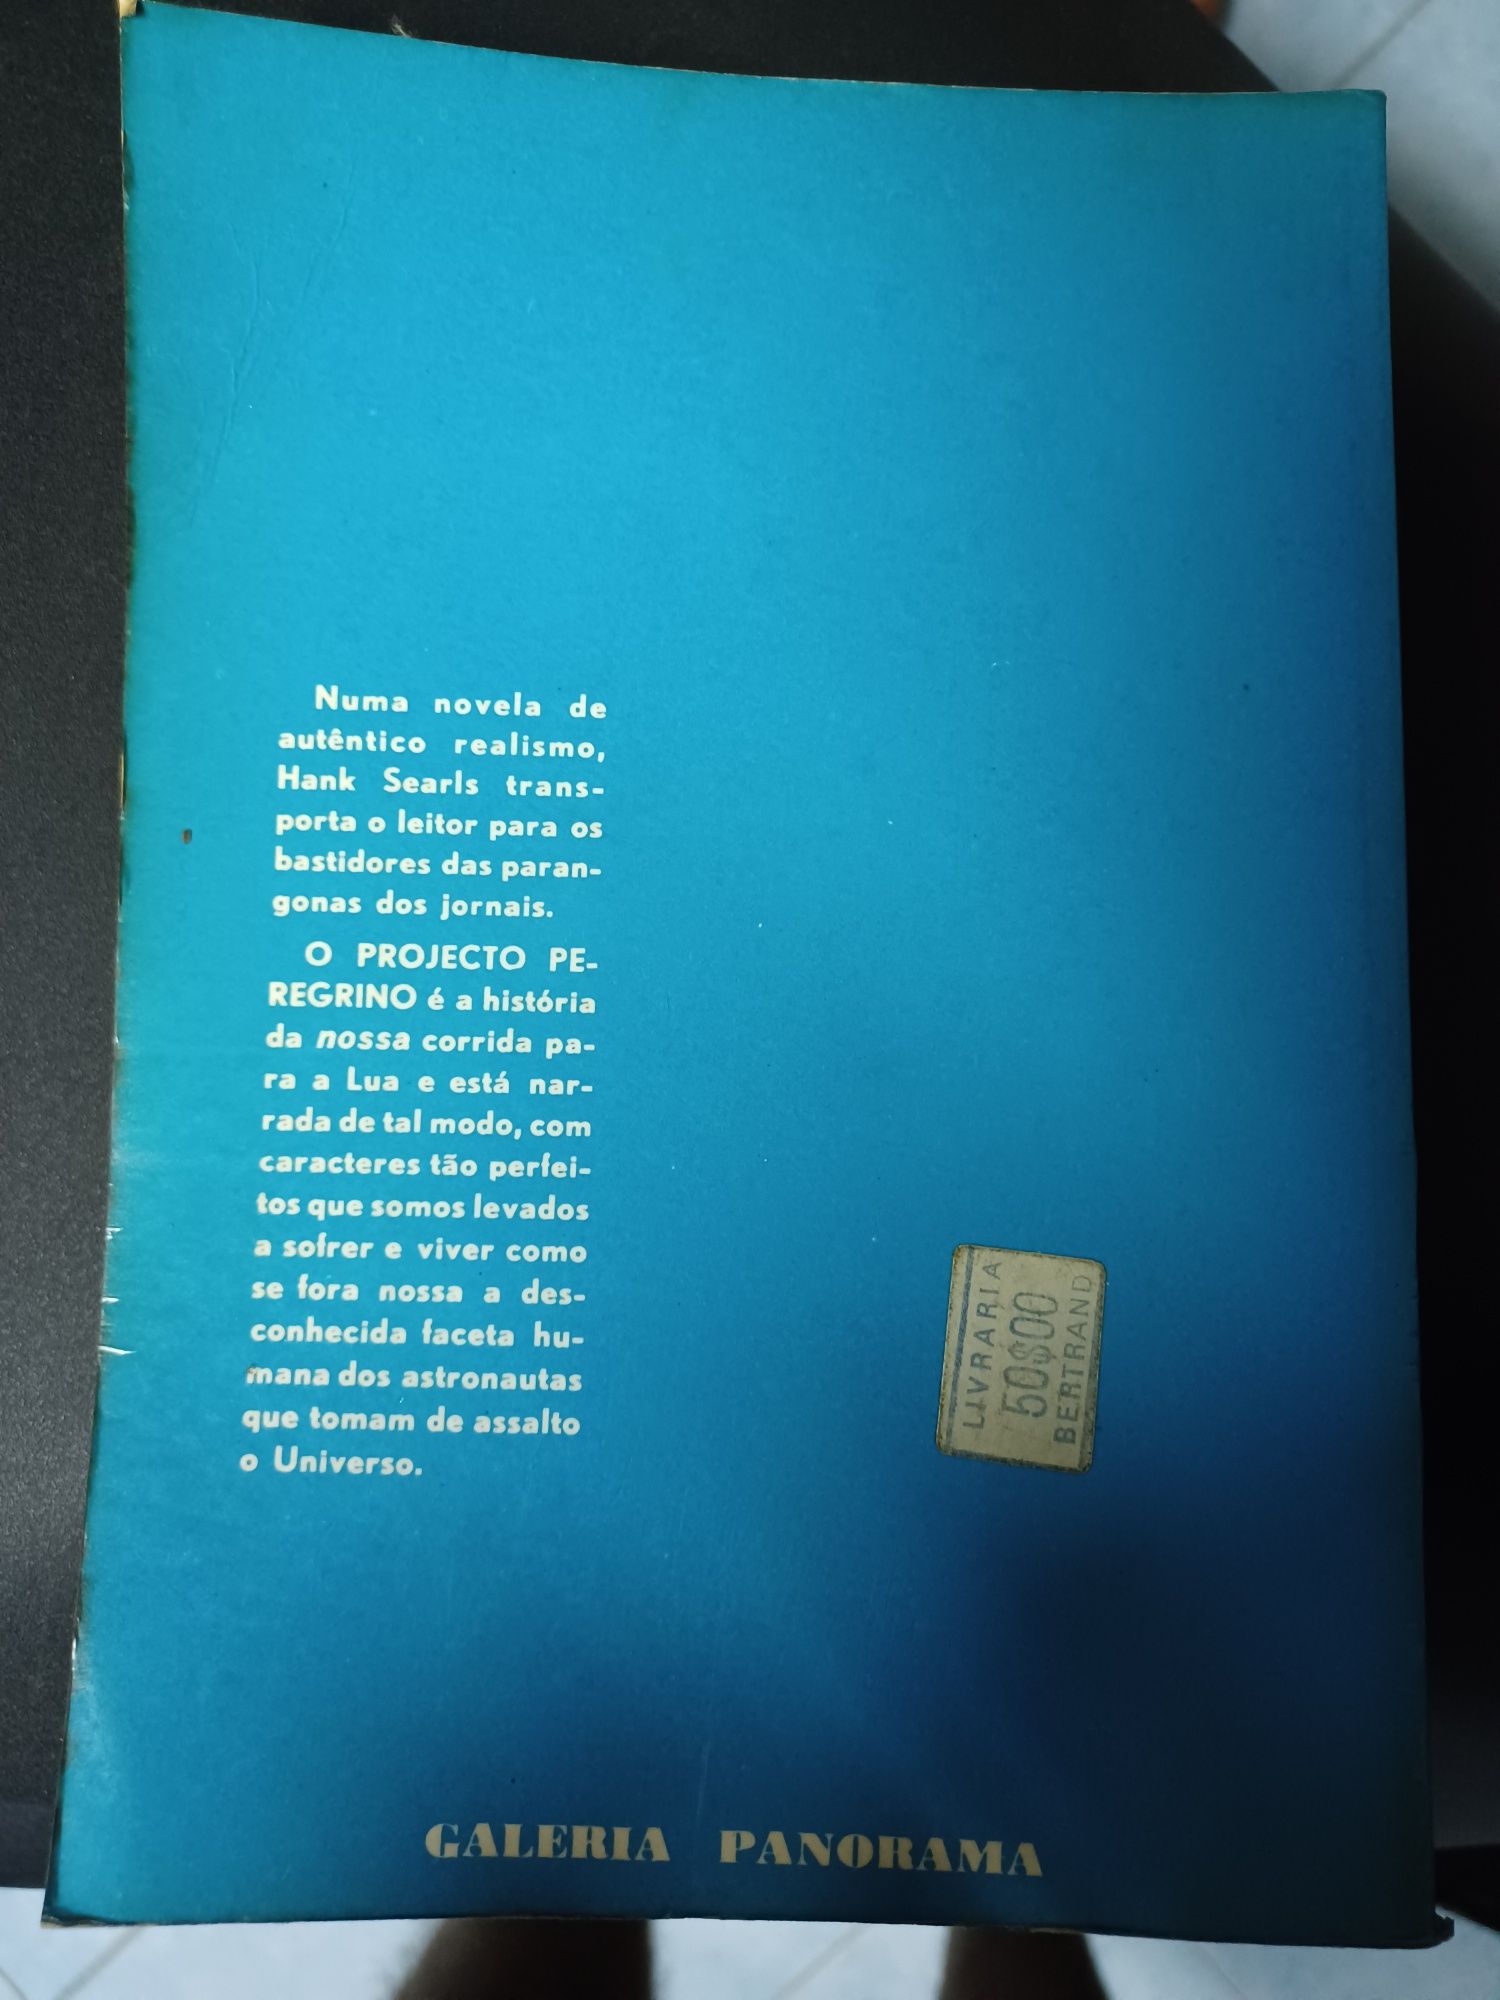 Numa novela de
autêntico realismo,
Hank Searls trans-
porta o leitor para os
bastidores das paran-
gonas dos jornais.
O PROJECTO PE-
REGRINO é a história
da nossa corrida pa-
ra a Lua e está nar-
rada de tal modo, com
caracteres tão perfei-
tos que somos levados
a sofrer e viver como
se fora nossa a des-
conhecida faceta hu-
mana dos astronautas
que tomam de assalto
o Universo.
LIVRARIA
50$00
BERTRAND
GALERIA PANORAMA